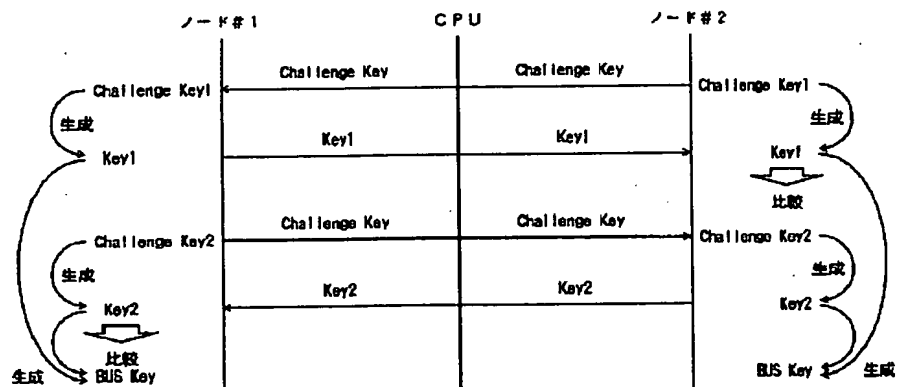 ノード#1 CPU ノード#2
Challenge Key Challenge Key
Challenge Key1 Challenge Key1
生成 生成
Key1 Key1
Key1 Key1
比較
Challenge Key Challenge Key
Challenge Key2 Challenge Key2
生成 生成
Key2 Key2
Key2 Key2
比較
生成 BUS Key BUS Key 生成